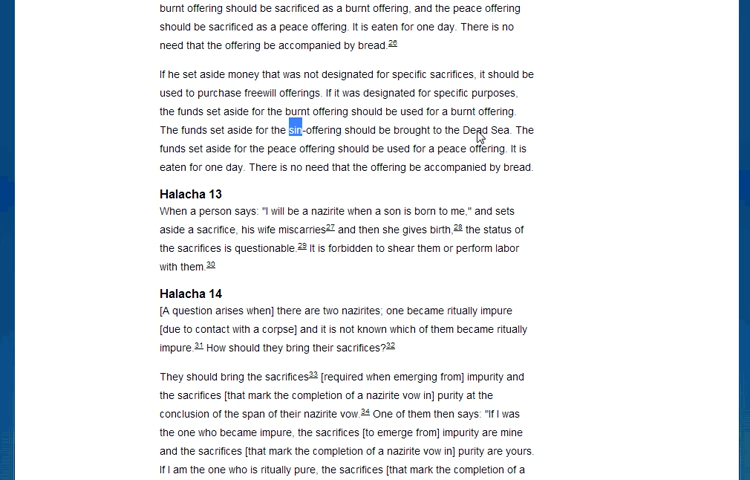 burnt offering should be sacrificed as a burnt offering, and the peace offering
should be sacrificed as a peace offering. It is eaten for one day. There is no
need that the offering be accompanied by bread.26
If he set aside money that was not designated for specific sacrifices, it should be
used to purchase freewill offerings. If it was designated for specific purposes,
the funds set aside for the burnt offering should be used for a burnt offering.
The funds set aside for the sin-offering should be brought to the Dead Sea. The
funds set aside for the peace offering should be used for a peace offering. It is
eaten for one day. There is no need that the offering be accompanied by bread.
Halacha 13
When a person says: "I will be a nazirite when a son is born to me," and sets
aside a sacrifice, his wife miscarries27 and then she gives birth,28 the status of
the sacrifices is questionable.29 It is forbidden to shear them or perform labor
with them.30
Halacha 14
[A question arises when] there are two nazirites; one became ritually impure
[due to contact with a corpse] and it is not known which of them became ritually
impure.31 How should they bring their sacrifices?32
They should bring the sacrifices33 [required when emerging from] impurity and
the sacrifices [that mark the completion of a nazirite vow in] purity at the
conclusion of the span of their nazirite vow.34 One of them then says: "If I was
the one who became impure, the sacrifices [to emerge from] impurity are mine
and the sacrifices [that mark the completion of a nazirite vow in] purity are yours.
If I am the one who is ritually pure, the sacrifices [that mark the completion of a